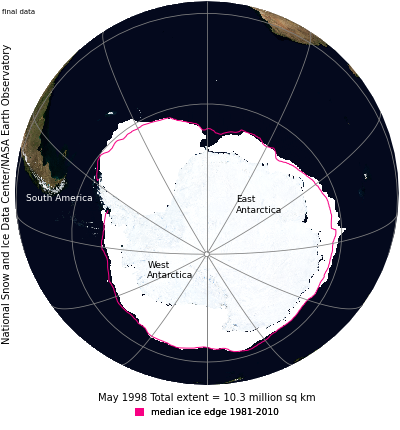 final data
National Snow and Ice Data Center/NASA Earth Observatory
South America
East
Antarctica
West
Antarctica
May 1998 Total extent = 10.3 million sq km
median ice edge 1981-2010